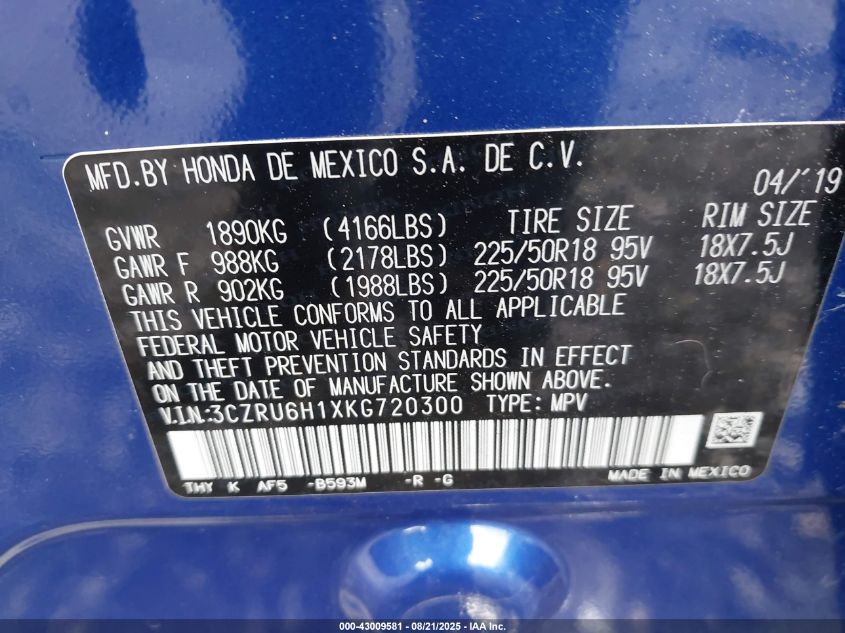 MFD.BY HONDA DE MEXICO S.A. DE C.V.
04/'19
GVWR 1890KG (4166LBS) TIRE SIZE RIM SIZE
GAWR F 988KG (2178LBS) 225/50R18 95V 18X7.5J
GAWR R 902KG (1988LBS) 225/50R18 95V 18X7.5J
THIS VEHICLE CONFORMS TO ALL APPLICABLE
FEDERAL MOTOR VEHICLE SAFETY
AND THEFT PREVENTION STANDARDS IN EFFECT
ON THE DATE OF MANUFACTURE SHOWN ABOVE.
V.I.N.:3CZRU6H1XKG720300 TYPE: MPV
THY K AF5 -B593M -R -G MADE IN MEXICO
000-43009581 - 08/21/2025 - IAA Inc.